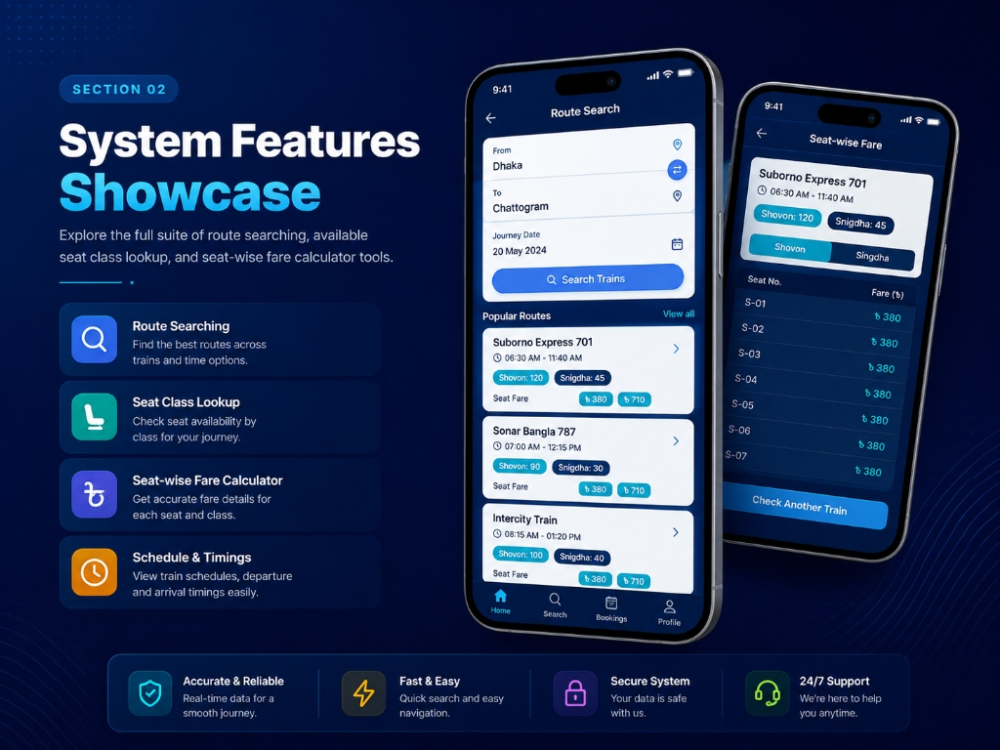 SECTION 02
System Features
Showcase
Explore the full suite of route searching, available
seat class lookup, and seat-wise fare calculator tools.
Route Searching
Find the best routes across
trains and time options.
Seat Class Lookup
Check seat availability by
class for your journey.
৳
Seat-wise Fare Calculator
Get accurate fare details for
each seat and class.
Schedule & Timings
View train schedules, departure
and arrival timings easily.
9:41
Route Search
From
Dhaka
To
Chattogram
Journey Date
20 May 2024
Search Trains
Popular Routes View all
Suborno Express 701
06:30 AM - 11:40 AM
Shovon: 120 Snigdha: 45
Seat Fare ৳ 380 ৳ 710
Sonar Bangla 787
07:00 AM - 12:15 PM
Shovon: 90 Snigdha: 30
Seat Fare ৳ 380 ৳ 710
Intercity Train
08:15 AM - 01:20 PM
Shovon: 100 Snigdha: 40
Seat Fare ৳ 380 ৳ 710
Home Search Bookings Profile
9:41
Seat-wise Fare
Suborno Express 701
06:30 AM - 11:40 AM
Shovon: 120 Snigdha: 45
Shovon Singdha
Seat No. Fare (৳)
S-01 ৳ 380
S-02 ৳ 380
S-03 ৳ 380
S-04 ৳ 380
S-05 ৳ 380
S-06 ৳ 380
S-07 ৳ 380
Check Another Train
Accurate & Reliable
Real-time data for a
smooth journey.
Fast & Easy
Quick search and easy
navigation.
Secure System
Your data is safe
with us.
24/7 Support
We're here to help
you anytime.